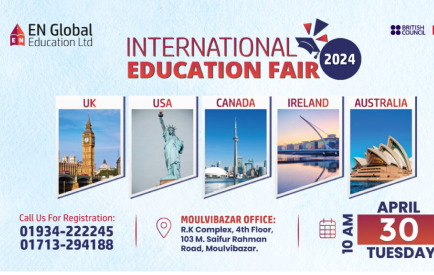 EN Global
Education Ltd
EN
INTERNATIONAL
EDUCATION FAIR
2024
BRITISH
COUNCIL
UK
USA
CANADA
IRELAND
AUSTRALIA
Call Us For Registration:
01934-222245
01713-294188
MOULVIBAZAR OFFICE:
R.K Complex, 4th Floor,
103 M. Saifur Rahman
Road, Moulvibazar.
10 AM
APRIL
30
TUESDAY